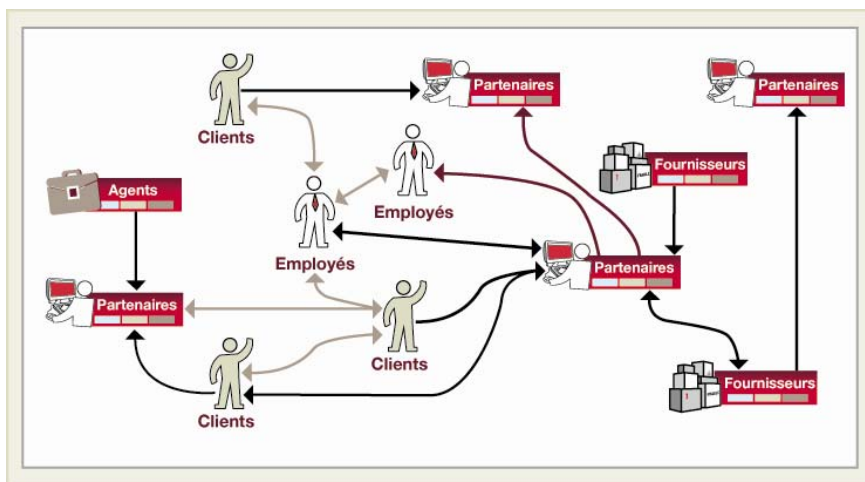 Partenaires
Partenaires
Clients
Fournisseurs
Agents
Employés
Employés
Partenaires
Partenaires
Clients
Fournisseurs
Clients